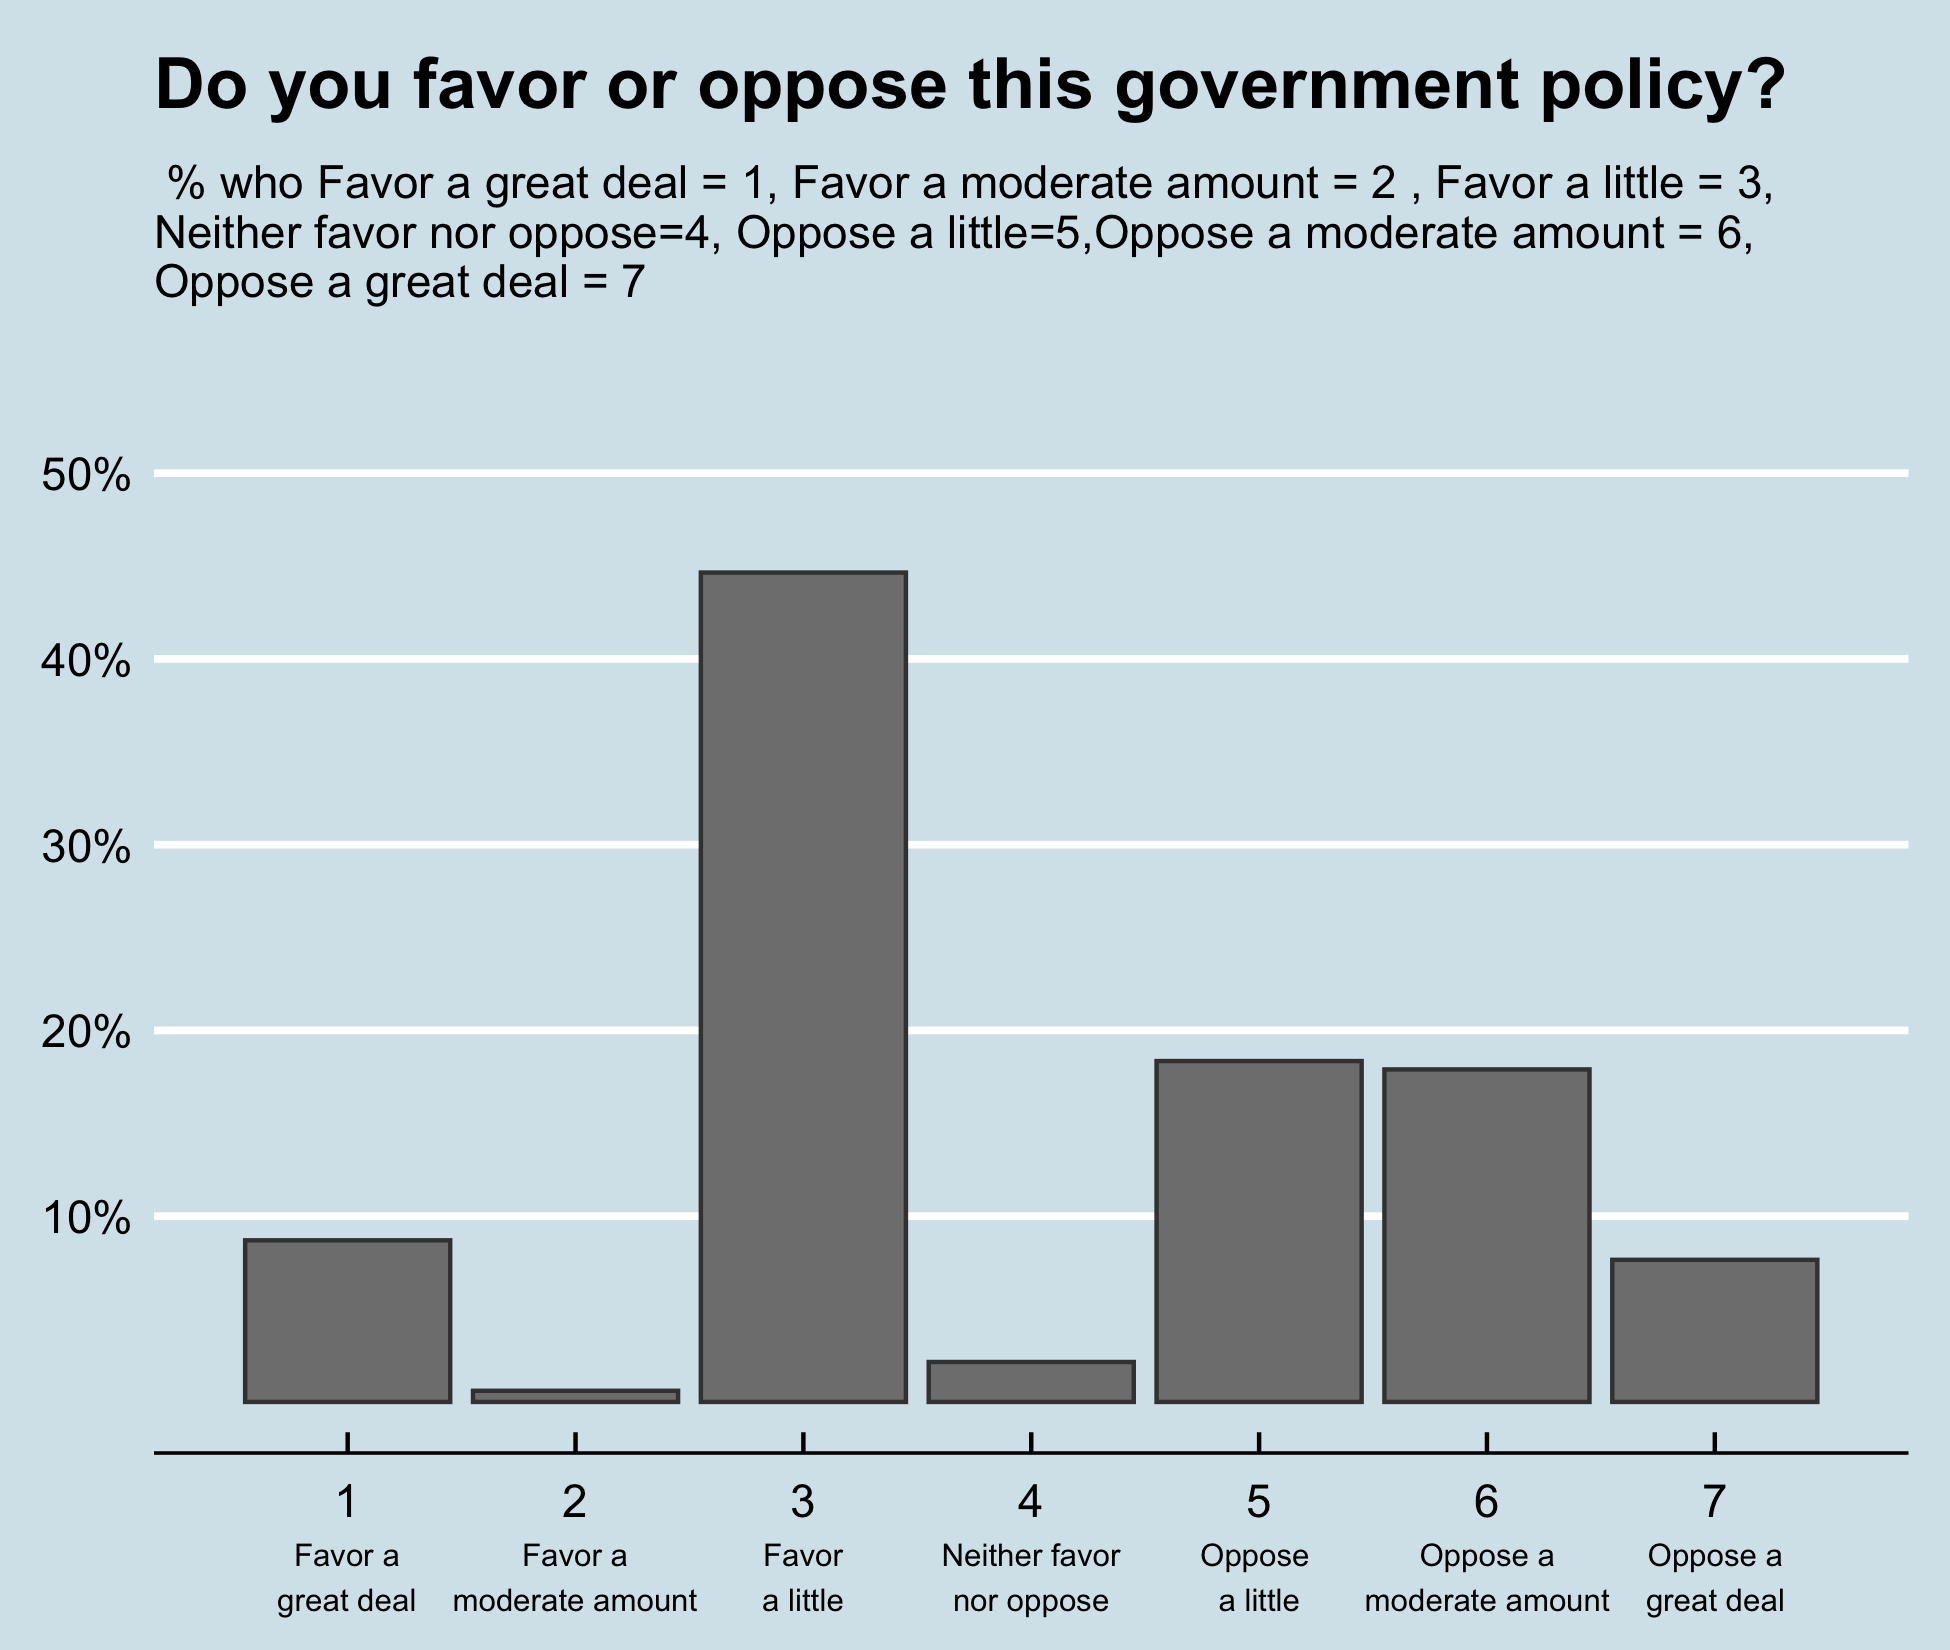 Do you favor or oppose this government policy?
% who Favor a great deal = 1, Favor a moderate amount = 2 , Favor a little = 3,
Neither favor nor oppose=4, Oppose a little=5,Oppose a moderate amount = 6,
Oppose a great deal = 7
50%
40%
30%
20%
10%
1 2 3 4 5 6 7
Favor a Favor a Favor Neither favor Oppose Oppose a Oppose a
great deal moderate amount a little nor oppose a little moderate amount great deal